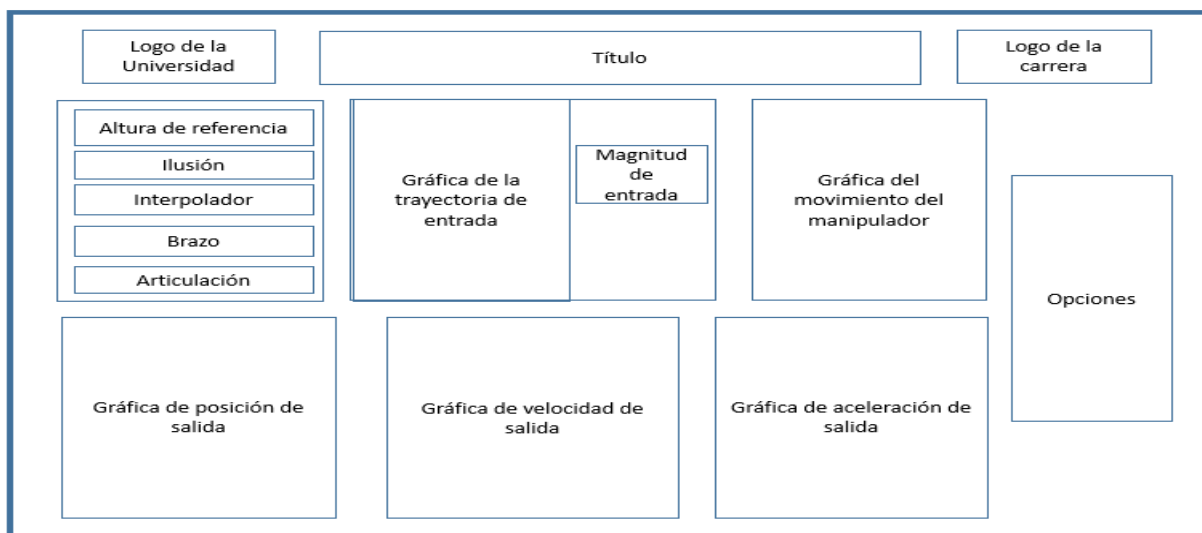 Logo de la
Universidad
Título
Logo de la
carrera
Altura de referencia
Ilusión
Interpolador
Brazo
Articulación
Gráfica de la
trayectoria de
entrada
Magnitud
de
entrada
Gráfica del
movimiento del
manipulador
Opciones
Gráfica de posición de
salida
Gráfica de velocidad de
salida
Gráfica de aceleración de
salida